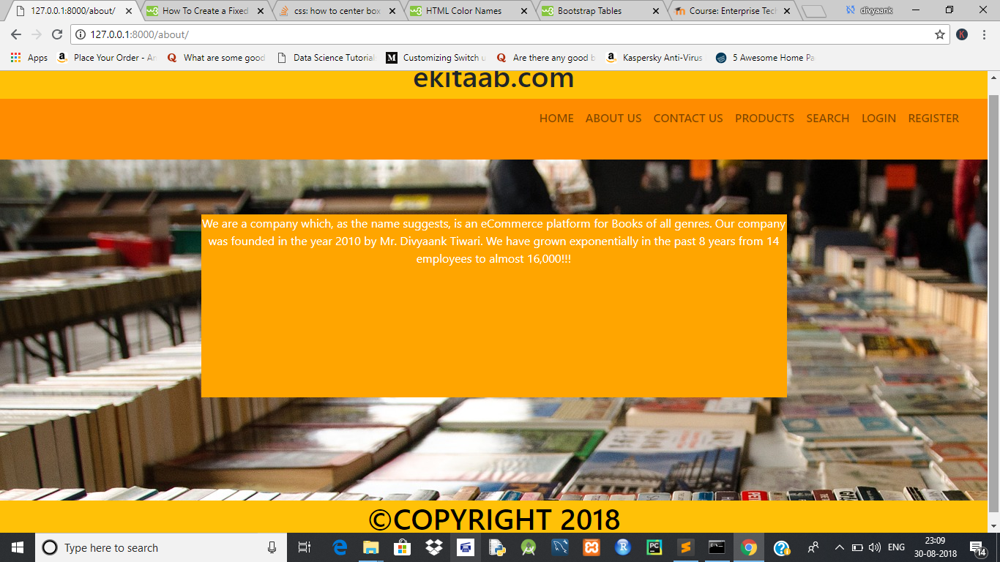 127.0.0.1:8000/about/
How To Create a Fixed
css: how to center box
HTML Color Names
Bootstrap Tables
Course: Enterprise Tech
divyaank
127.0.0.1:8000/about/
K
Apps
Place Your Order - Am
What are some good
Data Science Tutorial
Customizing Switch u
Are there any good b
Kaspersky Anti-Virus
5 Awesome Home Pa
ekitaab.com
HOME ABOUT US CONTACT US PRODUCTS SEARCH LOGIN REGISTER
We are a company which, as the name suggests, is an eCommerce platform for Books of all genres. Our company
was founded in the year 2010 by Mr. Divyaank Tiwari. We have grown exponentially in the past 8 years from 14
employees to almost 16,000!!!
©COPYRIGHT 2018
Type here to search
ENG
23:09
30-08-2018
14